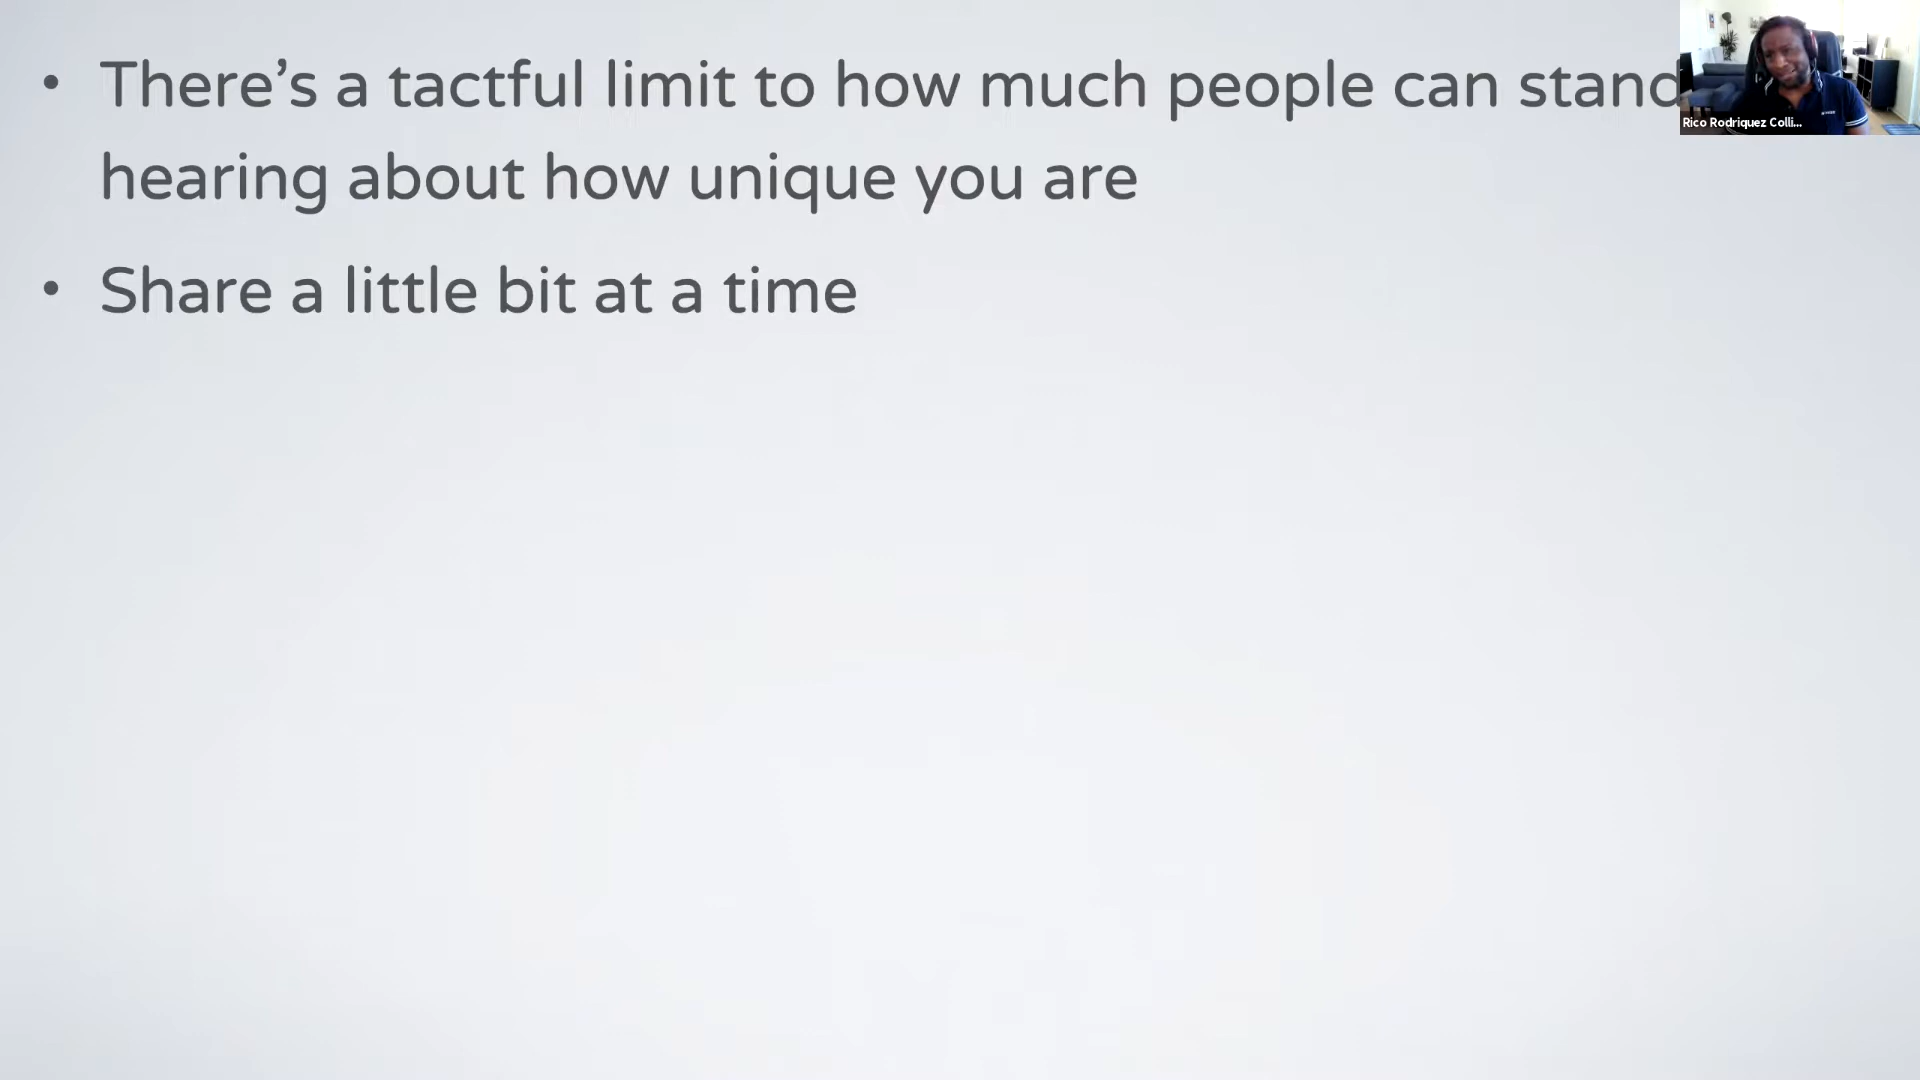 • There’s a tactful limit to how much people can stand
hearing about how unique you are
• Share a little bit at a time
Rico Rodriquez Colli...